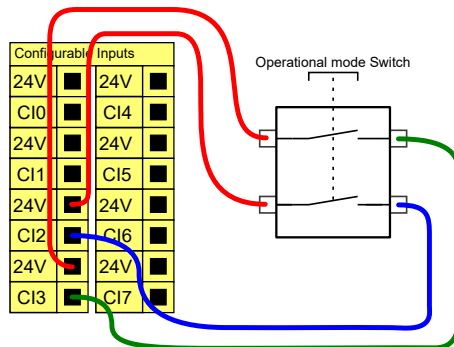 Configurable Inputs
24V 24V
CI0 CI4
24V 24V
CI1 CI5
24V 24V
CI2 CI6
24V 24V
CI3 CI7
Operational mode Switch